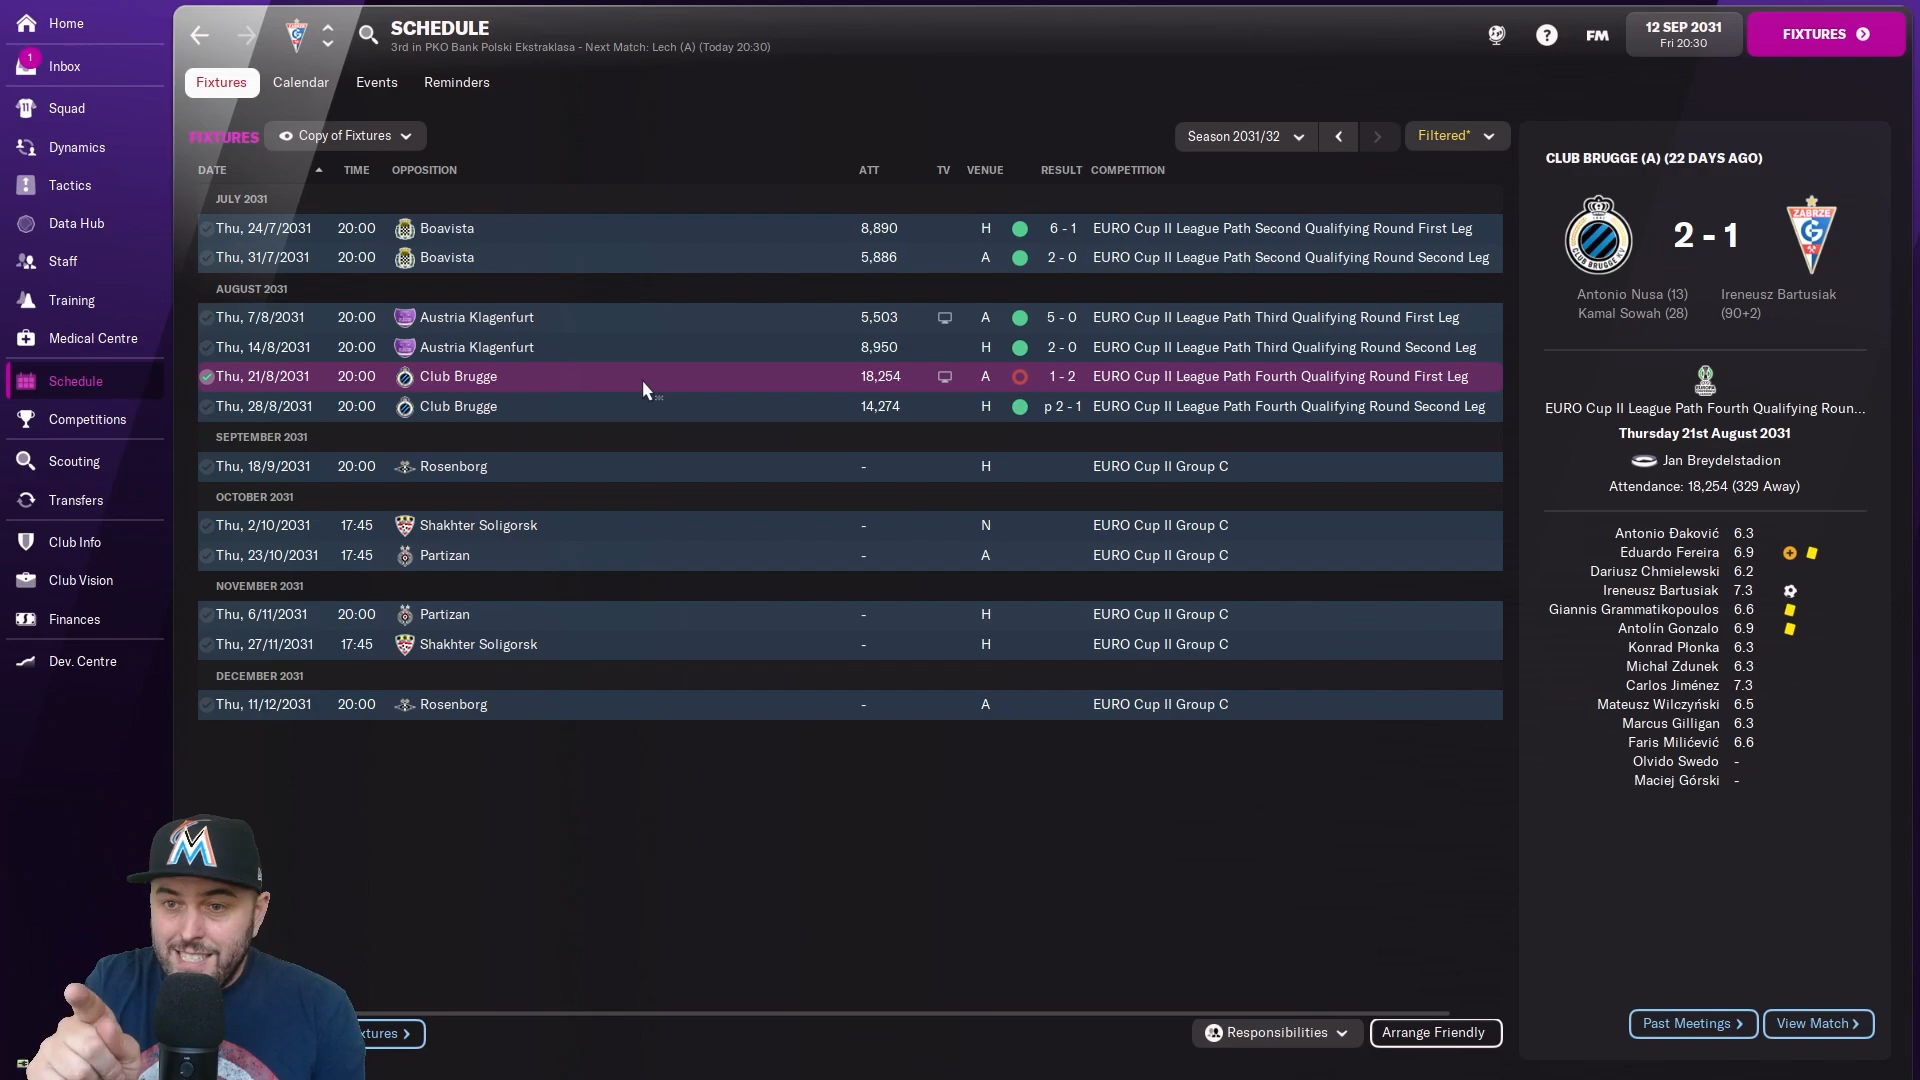 Home
1
Inbox
Squad
Dynamics
Tactics
Data Hub
Staff
Training
Medical Centre
Schedule
Competitions
Scouting
Transfers
Club Info
Club Vision
Finances
Dev. Centre
SCHEDULE
3rd in PKO Bank Polski Ekstraklasa - Next Match: Lech (A) (Today 20:30)
FM
12 SEP 2031
Fri 20:30
FIXTURES
Fixtures Calendar Events Reminders
FIXTURES Copy of Fixtures Season 2031/32 Filtered*
DATE TIME OPPOSITION ATT TV VENUE RESULT COMPETITION
JULY 2031
Thu, 24/7/2031 20:00 Boavista 8,890 H 6 - 1 EURO Cup II League Path Second Qualifying Round First Leg
Thu, 31/7/2031 20:00 Boavista 5,886 A 2 - 0 EURO Cup II League Path Second Qualifying Round Second Leg
AUGUST 2031
Thu, 7/8/2031 20:00 Austria Klagenfurt 5,503 A 5 - 0 EURO Cup II League Path Third Qualifying Round First Leg
Thu, 14/8/2031 20:00 Austria Klagenfurt 8,950 H 2 - 0 EURO Cup II League Path Third Qualifying Round Second Leg
Thu, 21/8/2031 20:00 Club Brugge 18,254 A 1 - 2 EURO Cup II League Path Fourth Qualifying Round First Leg
Thu, 28/8/2031 20:00 Club Brugge 14,274 H p 2 - 1 EURO Cup II League Path Fourth Qualifying Round Second Leg
SEPTEMBER 2031
Thu, 18/9/2031 20:00 Rosenborg - H EURO Cup II Group C
OCTOBER 2031
Thu, 2/10/2031 17:45 Shakhter Soligorsk - N EURO Cup II Group C
Thu, 23/10/2031 17:45 Partizan - A EURO Cup II Group C
NOVEMBER 2031
Thu, 6/11/2031 20:00 Partizan - H EURO Cup II Group C
Thu, 27/11/2031 17:45 Shakhter Soligorsk - H EURO Cup II Group C
DECEMBER 2031
Thu, 11/12/2031 20:00 Rosenborg - A EURO Cup II Group C
xtures
Responsibilities
Arrange Friendly
CLUB BRUGGE (A) (22 DAYS AGO)
CLUB BRUGGE K.V.
2 - 1
ZABRZE
Antonio Nusa (13)
Kamal Sowah (28)
Ireneusz Bartusiak
(90+2)
EURO Cup II League Path Fourth Qualifying Roun...
Thursday 21st August 2031
Jan Breydelstadion
Attendance: 18,254 (329 Away)
Antonio Đaković 6.3
Eduardo Fereira 6.9
Dariusz Chmielewski 6.2
Ireneusz Bartusiak 7.3
Giannis Grammatikopoulos 6.6
Antolín Gonzalo 6.9
Konrad Płonka 6.3
Michał Zdunek 6.3
Carlos Jiménez 7.3
Mateusz Wilczyński 6.5
Marcus Gilligan 6.3
Faris Milićević 6.6
Olvido Swedo -
Maciej Górski -
Past Meetings
View Match